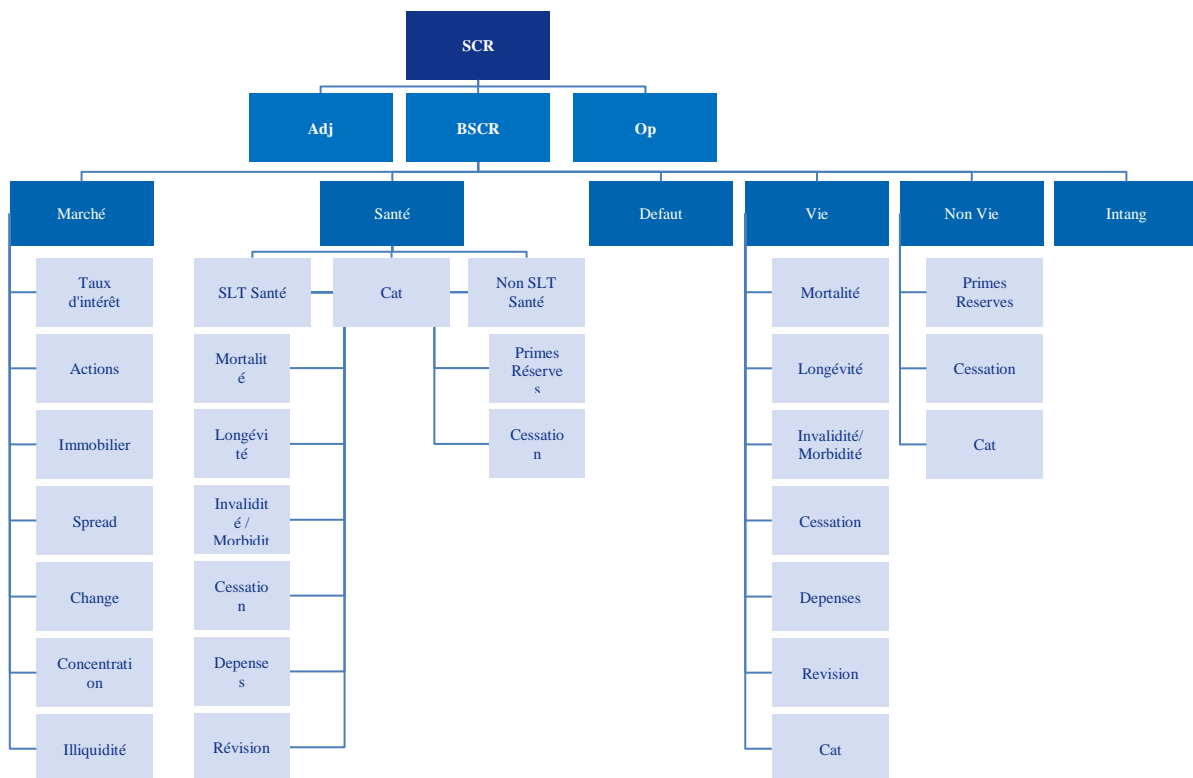 SCR
Adj
BSCR
Op
Marché
Santé
Defaut
Vie
Non Vie
Intang
Taux
d'intérêt
Actions
Immobilier
Spread
Change
Concentrati
on
Illiquidité
SLT Santé
Cat
Non SLT
Santé
Mortalit
é
Longévi
té
Invalidit
é /
Morbidit
Cessatio
n
Depense
s
Révision
Primes
Réserve
s
Cessatio
n
Mortalité
Longévité
Invalidité/
Morbidité
Cessation
Depenses
Revision
Cat
Primes
Reserves
Cessation
Cat